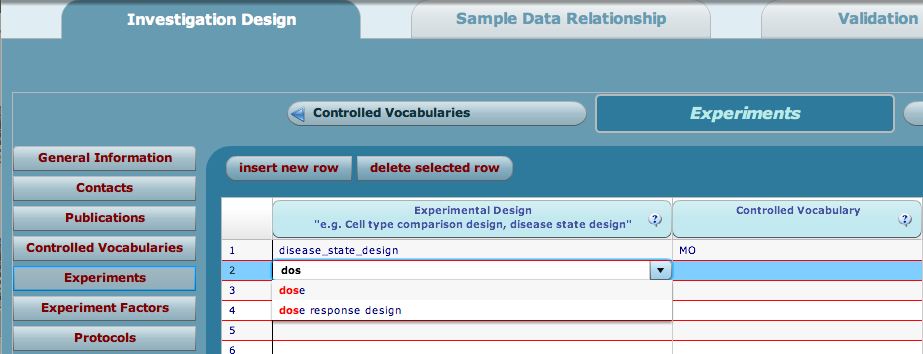 Investigation Design
Sample Data Relationship
Validation
Controlled Vocabularies
Experiments
General Information
Contacts
Publications
Controlled Vocabularies
Experiments
Experiment Factors
Protocols
insert new row
delete selected row
Experimental Design
"e.g. Cell type comparison design, disease state design"
?
Controlled Vocabulary
?
1 disease_state_design MO
2 dos
3 dose
4 dose response design
5
6